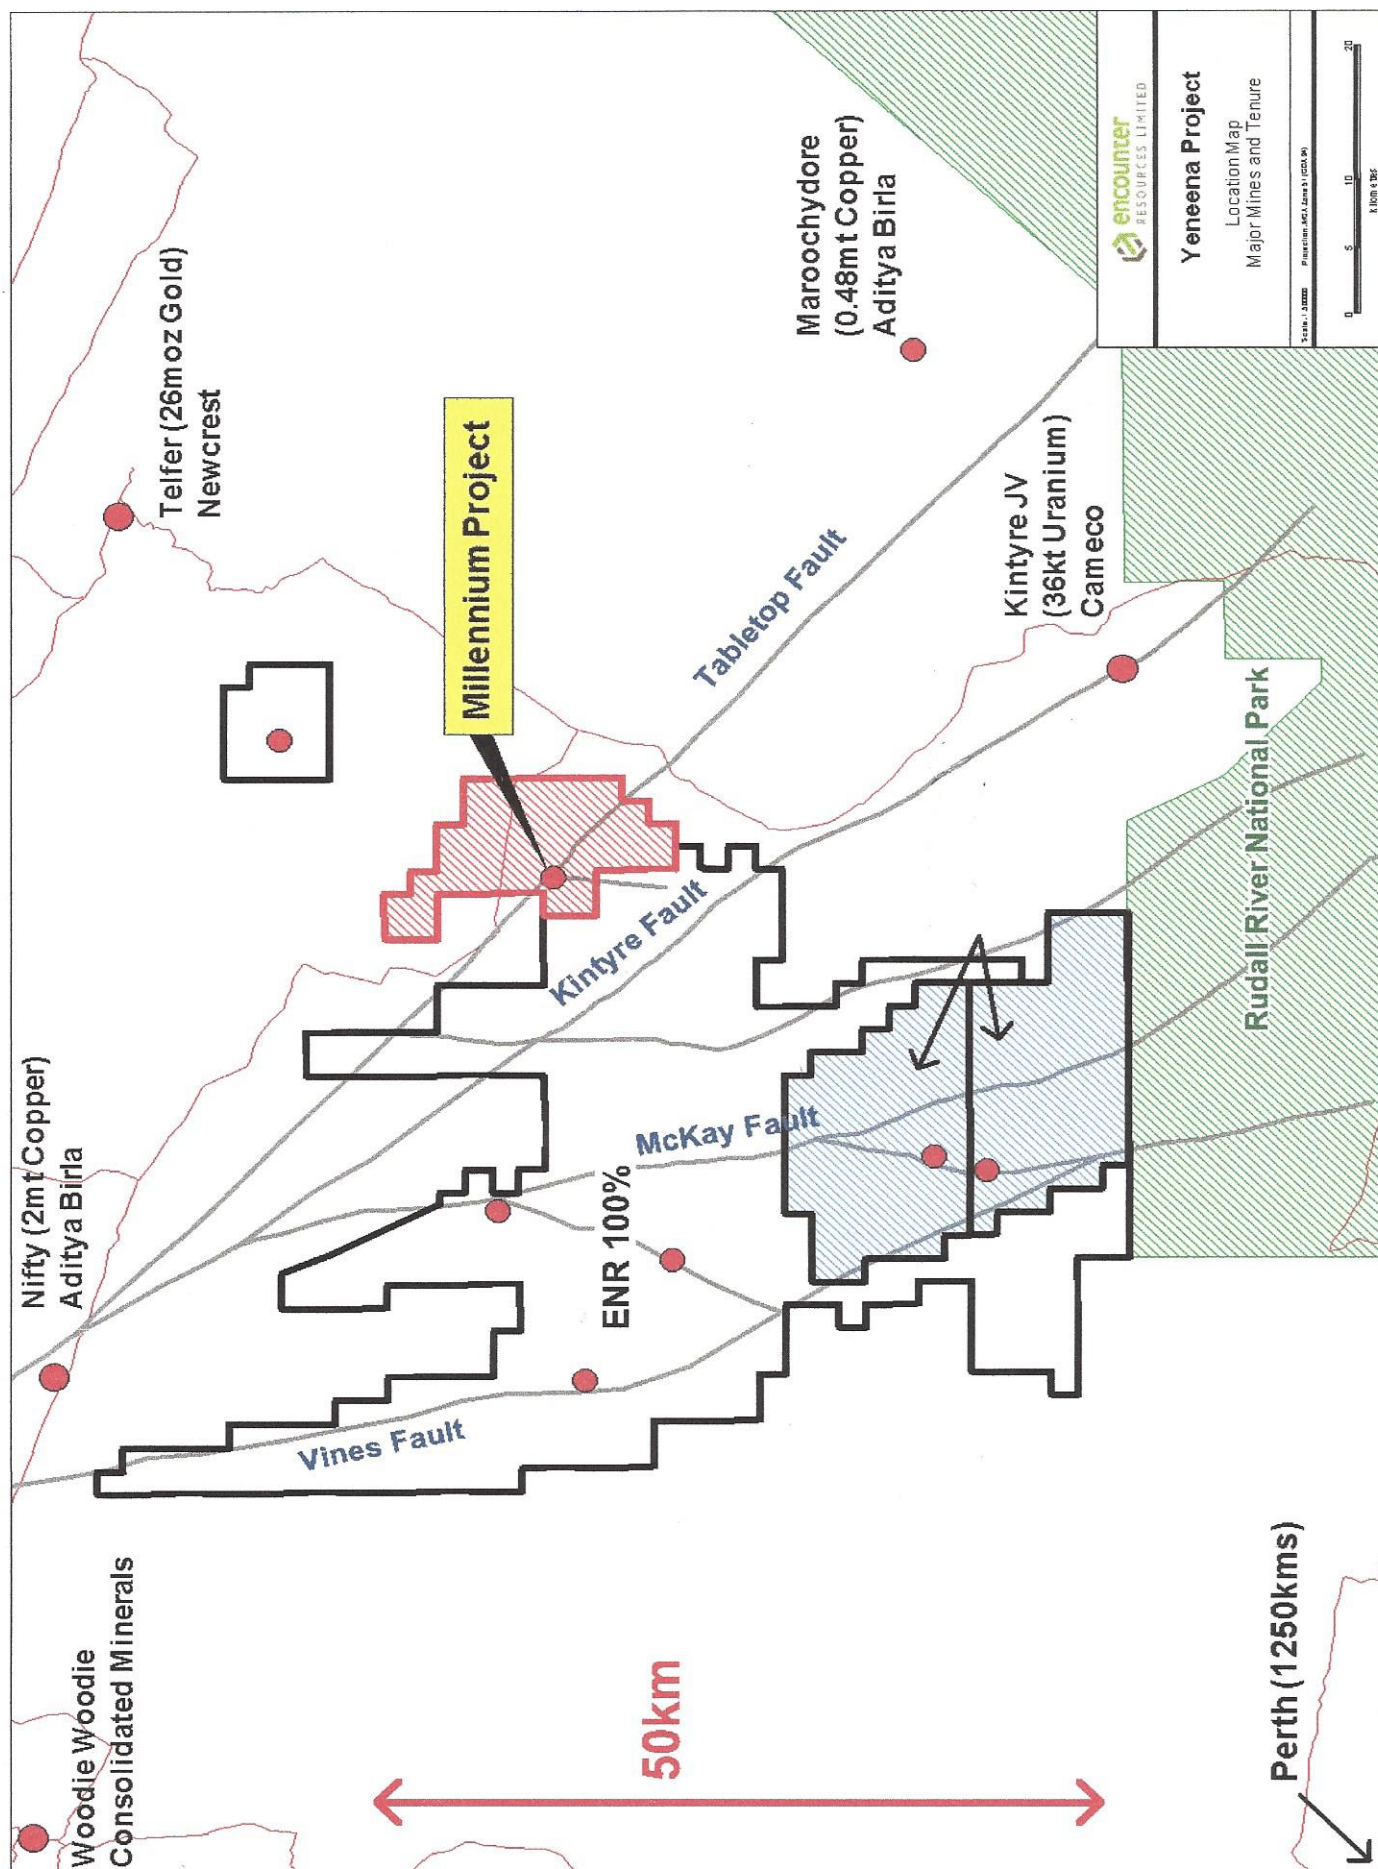 Woodie Woodie
Consolidated Minerals
Nifty (2mt Copper)
Aditya Birla
Telfer (26m oz Gold)
Newcrest
Millennium Project
Maroochydore
(0.48mt Copper)
Aditya Birla
Vines Fault
Kintyre Fault
Tabletop Fault
McKay Fault
ENR 100%
50km
Kintyre JV
(36kt Uranium)
Cameco
Rudall River National Park
Perth (1250kms)
encounter
RESOURCES LIMITED
Yeneena Project
Location Map
Major Mines and Tenure
0 5 10 20
kilometres